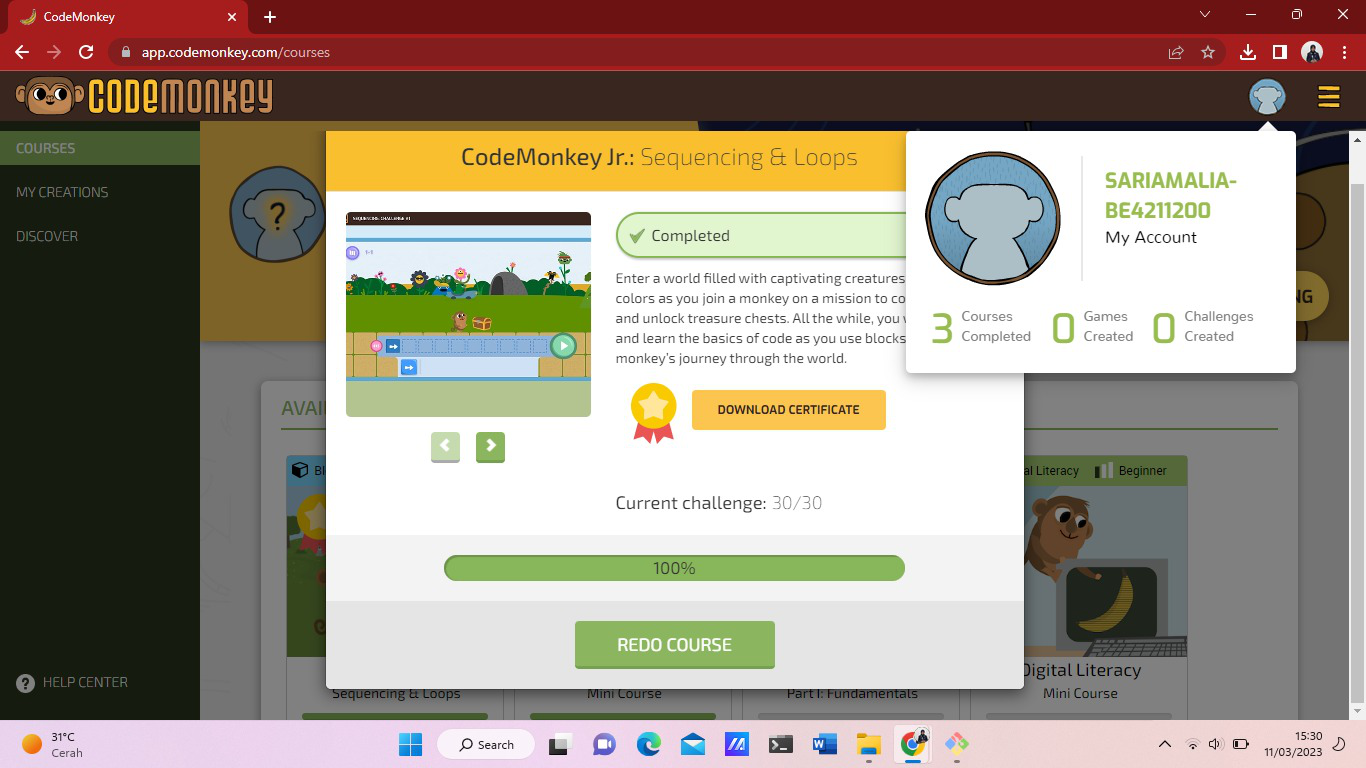 CodeMonkey
app.codemonkey.com/courses
CODEMONKEY
COURSES
MY CREATIONS
DISCOVER
HELP CENTER
CodeMonkey Jr.: Sequencing & Loops
SEQUENCING CHALLENGE #1
1-1
Completed
Enter a world filled with captivating creatures
colors as you join a monkey on a mission to co
and unlock treasure chests. All the while, you w
and learn the basics of code as you use blocks
monkey's journey through the world.
DOWNLOAD CERTIFICATE
Current challenge: 30/30
100%
REDO COURSE
SARIAMALIA-
BE4211200
My Account
3 Courses Completed
0 Games Created
0 Challenges Created
NG
AVAI
Bl
al Literacy
Beginner
Sequencing & Loops
Mini Course
Part I: Fundamentals
Digital Literacy
Mini Course
31°C
Cerah
Search
15:30
11/03/2023